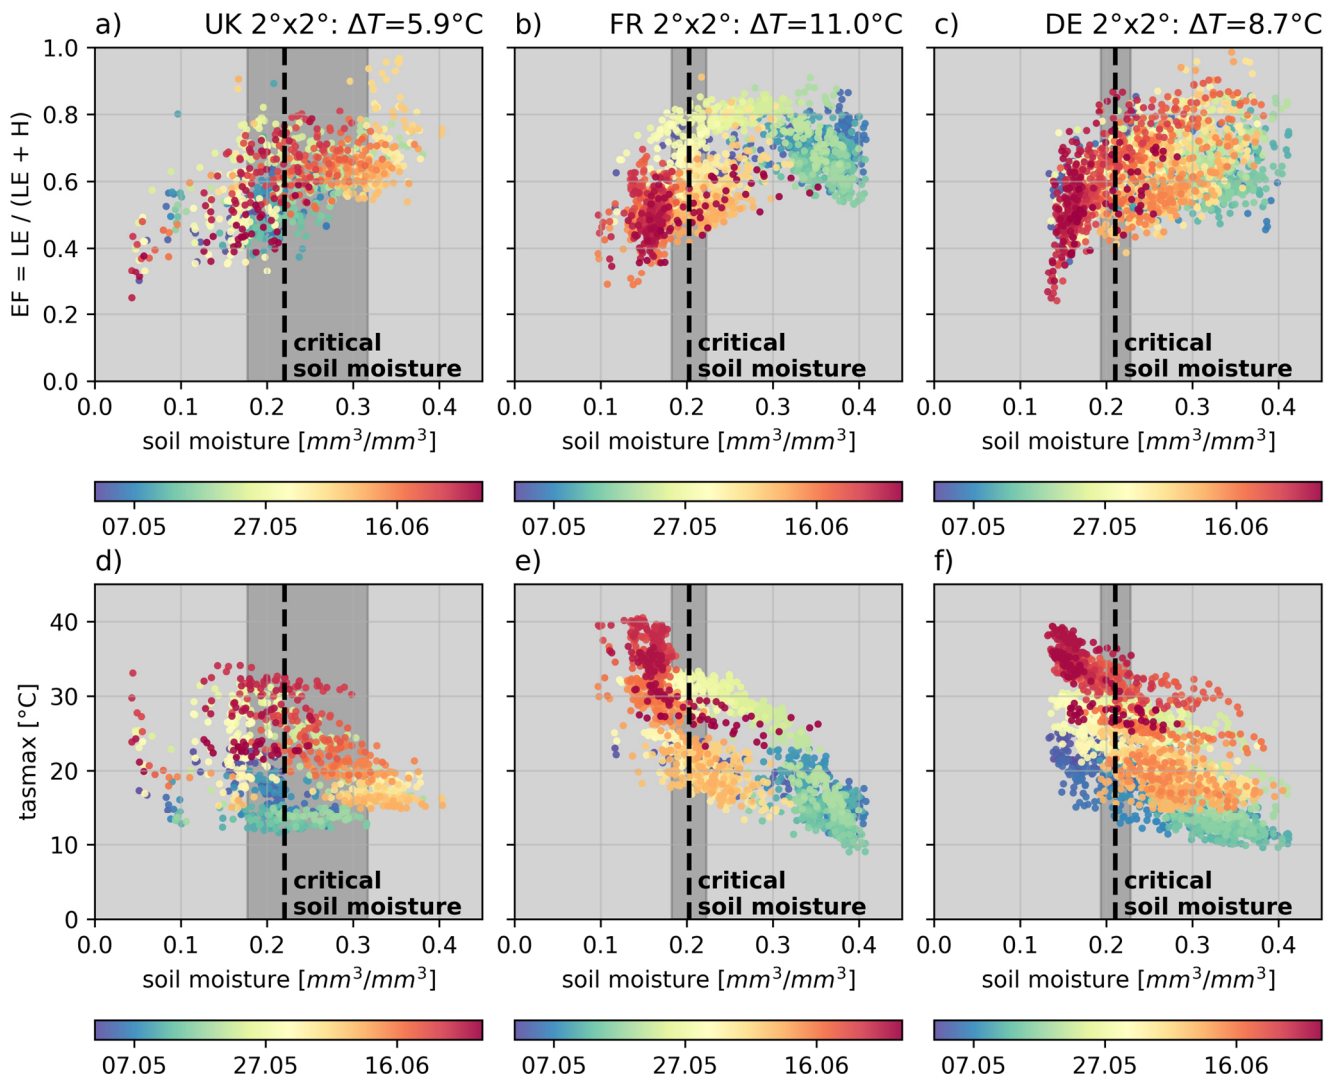 a) UK 2°x2°: ΔT=5.9°C
b) FR 2°x2°: ΔT=11.0°C
c) DE 2°x2°: ΔT=8.7°C
EF = LE / (LE + H)
1.0
0.8
0.6
0.4
0.2
0.0
critical
soil moisture
critical
soil moisture
critical
soil moisture
0.0 0.1 0.2 0.3 0.4
0.0 0.1 0.2 0.3 0.4
0.0 0.1 0.2 0.3 0.4
soil moisture [mm³/mm³]
soil moisture [mm³/mm³]
soil moisture [mm³/mm³]
07.05 27.05 16.06
07.05 27.05 16.06
07.05 27.05 16.06
d)
e)
f)
tasmax [°C]
40
30
20
10
0
critical
soil moisture
critical
soil moisture
critical
soil moisture
0.0 0.1 0.2 0.3 0.4
0.0 0.1 0.2 0.3 0.4
0.0 0.1 0.2 0.3 0.4
soil moisture [mm³/mm³]
soil moisture [mm³/mm³]
soil moisture [mm³/mm³]
07.05 27.05 16.06
07.05 27.05 16.06
07.05 27.05 16.06